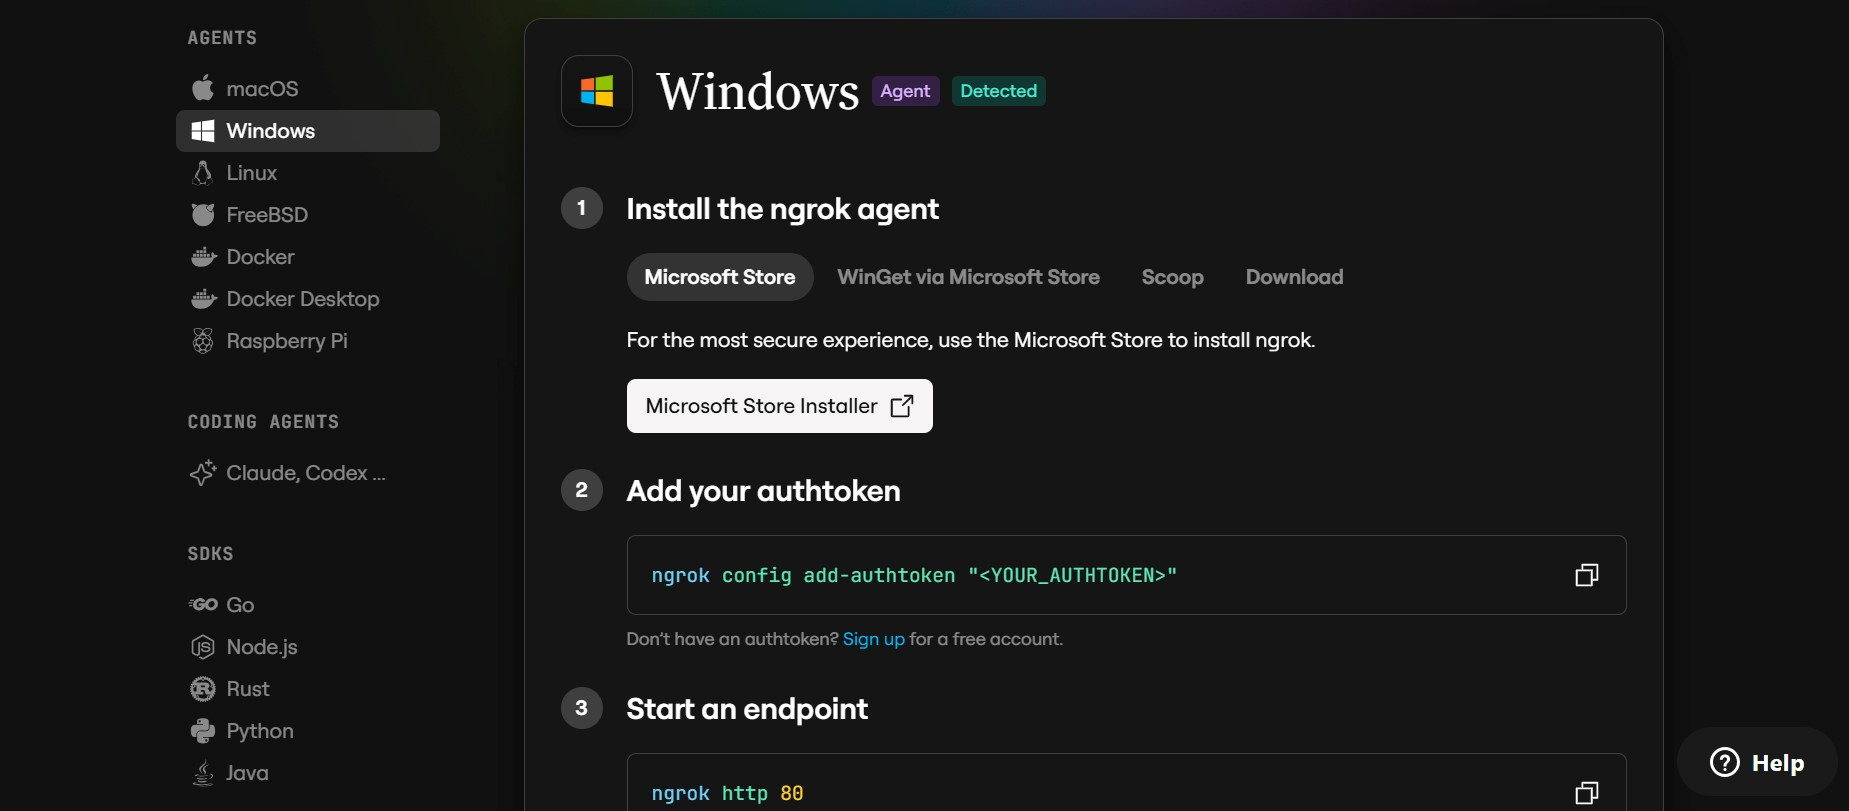 AGENTS
macOS
Windows
Linux
FreeBSD
Docker
Docker Desktop
Raspberry Pi
CODING AGENTS
Claude, Codex ...
SDKS
Go
Node.js
Rust
Python
Java
Windows Agent Detected
1 Install the ngrok agent
Microsoft Store WinGet via Microsoft Store Scoop Download
For the most secure experience, use the Microsoft Store to install ngrok.
Microsoft Store Installer
2 Add your authtoken
ngrok config add-authtoken "<YOUR_AUTHTOKEN>"
Don’t have an authtoken? Sign up for a free account.
3 Start an endpoint
ngrok http 80
Help